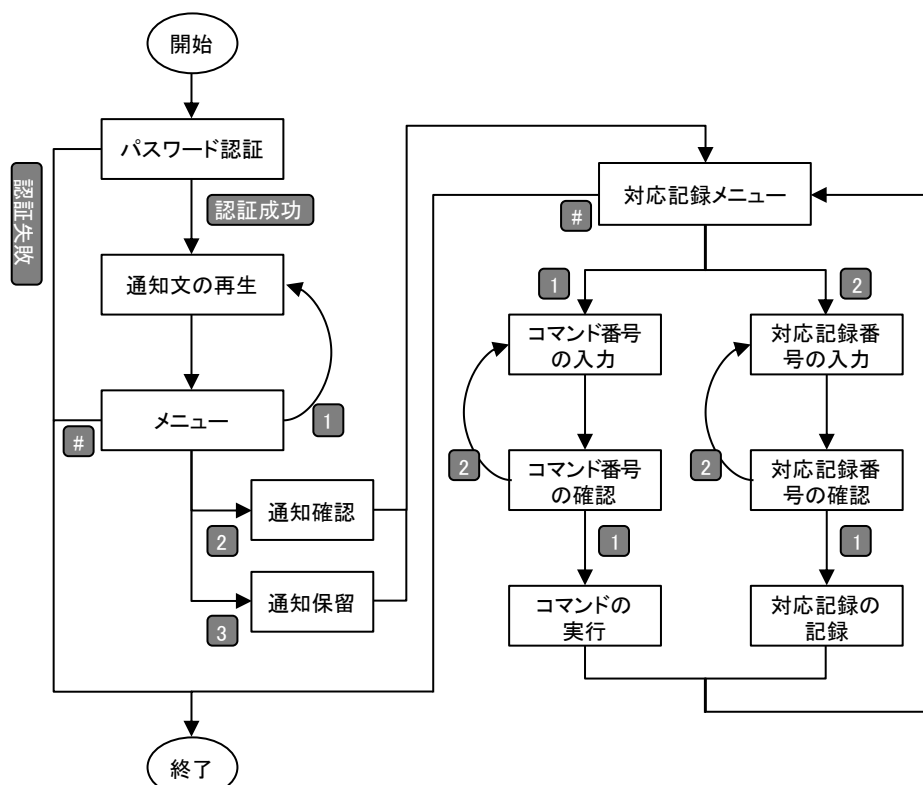 開始
パスワード認証
認証失敗
認証成功
通知文の再生
メニュー
1
#
2
通知確認
3
通知保留
終了
対応記録メニュー
#
1
2
コマンド番号
の入力
対応記録番
号の入力
2
コマンド番号
の確認
2
対応記録番
号の確認
1
1
コマンドの
実行
対応記録の
記録